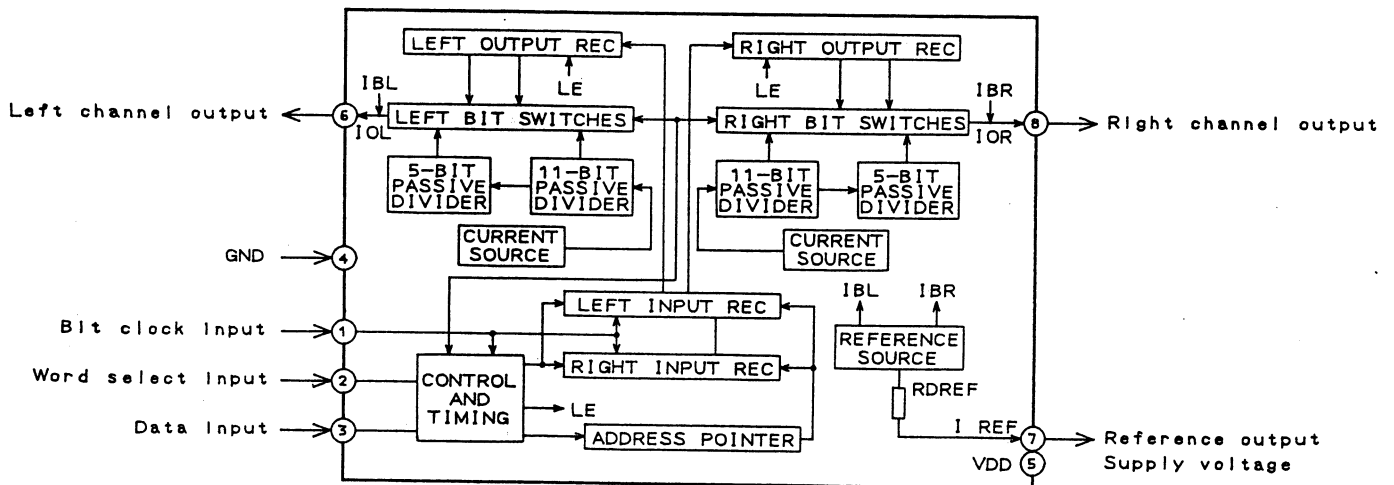 LEFT OUTPUT REC
RIGHT OUTPUT REC
IBL
LE
LE
IBR
Left channel output
6
LEFT BIT SWITCHES
RIGHT BIT SWITCHES
8
Right channel output
IOL
IOR
5-BIT
PASSIVE
DIVIDER
11-BIT
PASSIVE
DIVIDER
11-BIT
PASSIVE
DIVIDER
5-BIT
PASSIVE
DIVIDER
CURRENT
SOURCE
CURRENT
SOURCE
GND
4
IBL
IBR
LEFT INPUT REC
Bit clock input
1
REFERENCE
SOURCE
RIGHT INPUT REC
Word select input
2
CONTROL
AND
TIMING
RDREF
LE
Data input
3
ADDRESS POINTER
I REF
7
Reference output
VDD
5
Supply voltage